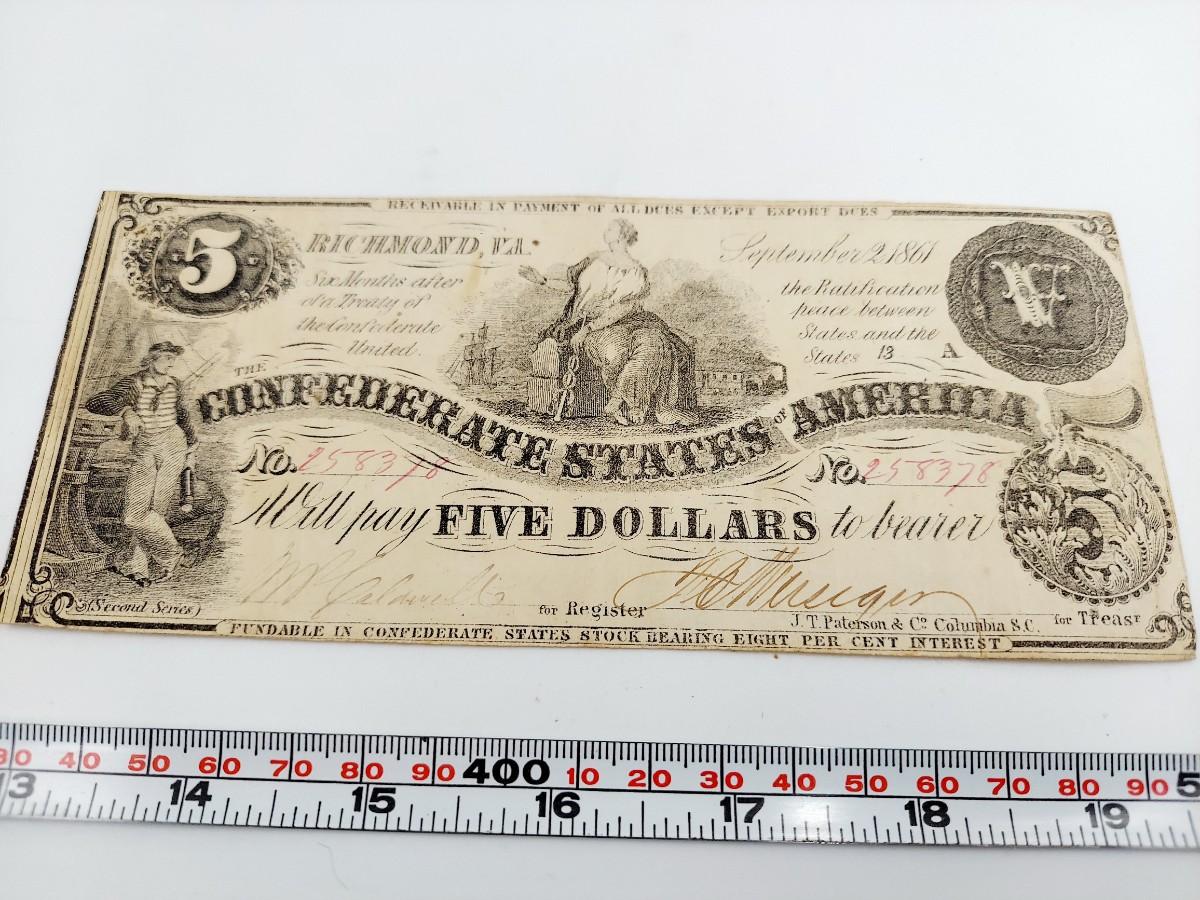 RECEIVABLE IN PAYMENT OF ALL DUES EXCEPT EXPORT DUES
5
RICHMOND, VA.
September 2, 1861
Six Months after
the Ratification
of a Treaty of
peace between
the Confederate
States and the
United
States 13 A
THE
CONFEDERATE STATES OF AMERICA
No. 258378
No. 258378
Will pay FIVE DOLLARS to bearer
5
for Register
for Treasr
(Second Series)
J.T. Paterson & Co. Columbia S.C.
FUNDABLE IN CONFEDERATE STATES STOCK BEARING EIGHT PER CENT INTEREST
30 40 50 60 70 80 90 400 10 20 30 40 50 60 70 80 90 5
13 14 15 16 17 18 19